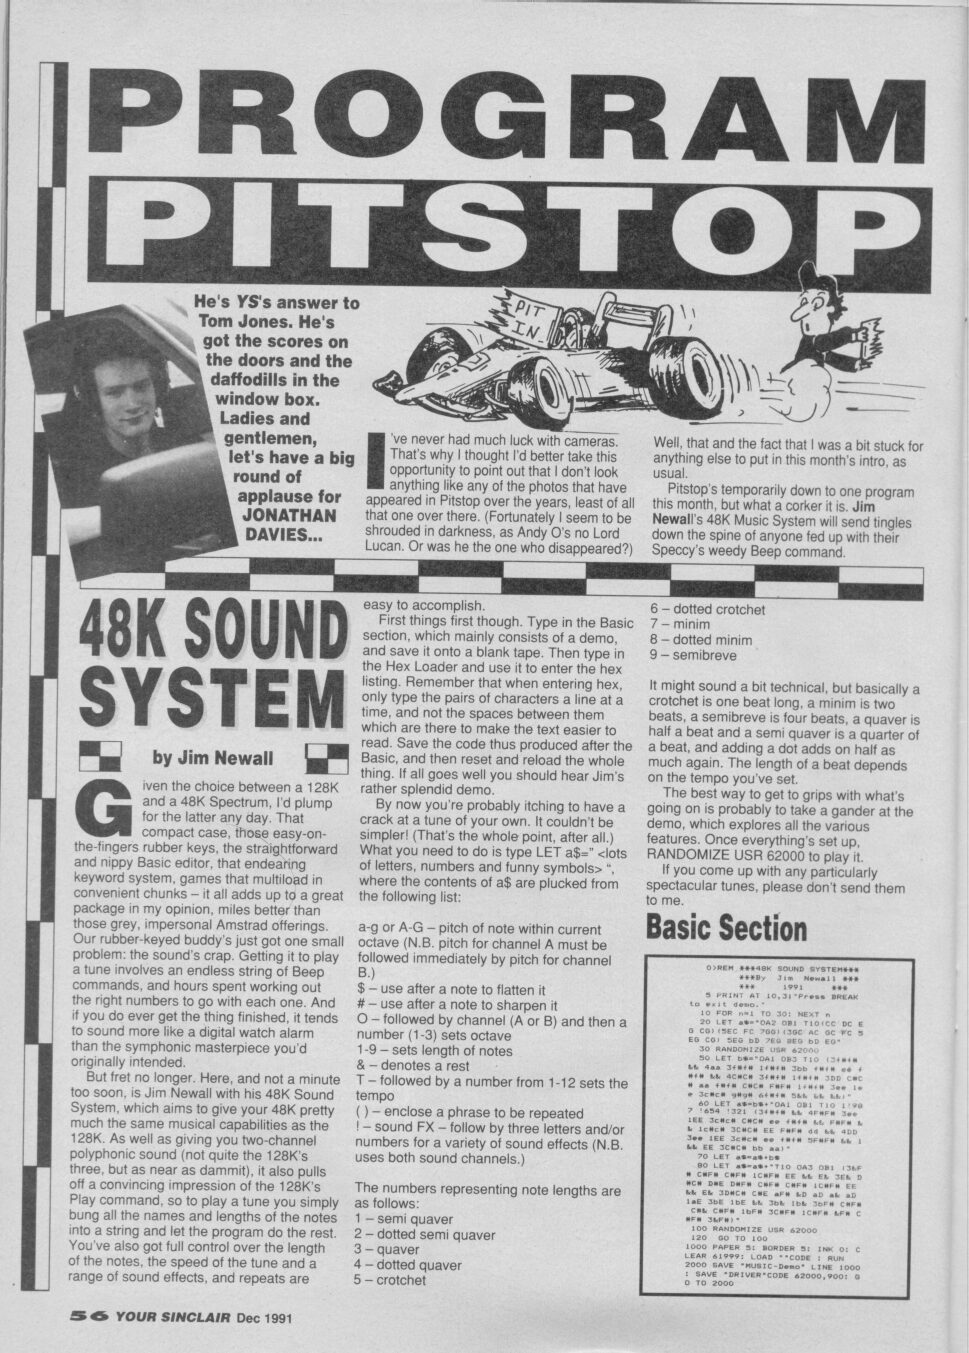 PROGRAM
PITSTOP
He's YS's answer to
Tom Jones. He's
got the scores on
the doors and the
daffodills in the
window box.
Ladies and
gentlemen,
let's have a big
round of
applause for
JONATHAN
DAVIES...
PIT
IN
I've never had much luck with cameras.
That's why I thought I'd better take this
opportunity to point out that I don't look
anything like any of the photos that have
appeared in Pitstop over the years, least of all
that one over there. (Fortunately I seem to be
shrouded in darkness, as Andy O's no Lord
Lucan. Or was he the one who disappeared?)
Well, that and the fact that I was a bit stuck for
anything else to put in this month's intro, as
usual.
Pitstop's temporarily down to one program
this month, but what a corker it is. Jim
Newall's 48K Music System will send tingles
down the spine of anyone fed up with their
Speccy's weedy Beep command.
48K SOUND
SYSTEM
by Jim Newall
Given the choice between a 128K
and a 48K Spectrum, I'd plump
for the latter any day. That
compact case, those easy-on-
the-fingers rubber keys, the straightforward
and nippy Basic editor, that endearing
keyword system, games that multiload in
convenient chunks – it all adds up to a great
package in my opinion, miles better than
those grey, impersonal Amstrad offerings.
Our rubber-keyed buddy's just got one small
problem: the sound's crap. Getting it to play
a tune involves an endless string of Beep
commands, and hours spent working out
the right numbers to go with each one. And
if you do ever get the thing finished, it tends
to sound more like a digital watch alarm
than the symphonic masterpiece you'd
originally intended.
But fret no longer. Here, and not a minute
too soon, is Jim Newall with his 48K Sound
System, which aims to give your 48K pretty
much the same musical capabilities as the
128K. As well as giving you two-channel
polyphonic sound (not quite the 128K's
three, but as near as dammit), it also pulls
off a convincing impression of the 128K's
Play command, so to play a tune you simply
bung all the names and lengths of the notes
into a string and let the program do the rest.
You've also got full control over the length
of the notes, the speed of the tune and a
range of sound effects, and repeats are
easy to accomplish.
First things first though. Type in the Basic
section, which mainly consists of a demo,
and save it onto a blank tape. Then type in
the Hex Loader and use it to enter the hex
listing. Remember that when entering hex,
only type the pairs of characters a line at a
time, and not the spaces between them
which are there to make the text easier to
read. Save the code thus produced after the
Basic, and then reset and reload the whole
thing. If all goes well you should hear Jim's
rather splendid demo.
By now you're probably itching to have a
crack at a tune of your own. It couldn't be
simpler! (That's the whole point, after all.)
What you need to do is type LET a$=" <lots
of letters, numbers and funny symbols> ",
where the contents of a$ are plucked from
the following list:
a-g or A-G – pitch of note within current
octave (N.B. pitch for channel A must be
followed immediately by pitch for channel
B.)
$ – use after a note to flatten it
# – use after a note to sharpen it
O – followed by channel (A or B) and then a
number (1-3) sets octave
1-9 – sets length of notes
& – denotes a rest
T – followed by a number from 1-12 sets the
tempo
( ) – enclose a phrase to be repeated
! – sound FX – follow by three letters and/or
numbers for a variety of sound effects (N.B.
uses both sound channels.)
The numbers representing note lengths are
as follows:
1 – semi quaver
2 – dotted semi quaver
3 – quaver
4 – dotted quaver
5 – crotchet
6 – dotted crotchet
7 – minim
8 – dotted minim
9 – semibreve
It might sound a bit technical, but basically a
crotchet is one beat long, a minim is two
beats, a semibreve is four beats, a quaver is
half a beat and a semi quaver is a quarter of
a beat, and adding a dot adds on half as
much again. The length of a beat depends
on the tempo you've set.
The best way to get to grips with what's
going on is probably to take a gander at the
demo, which explores all the various
features. Once everything's set up,
RANDOMIZE USR 62000 to play it.
If you come up with any particularly
spectacular tunes, please don't send them
to me.
Basic Section
0>REM ***48K SOUND SYSTEM***
***By Jim Newall ***
*** 1991 ***
5 PRINT AT 10,3;"Press BREAK
to exit demo."
10 FOR n=1 TO 30: NEXT n
20 LET a$="OA2 OB1 T10(CC DC E
30 RANDOMIZE USR 62000
50 LET b$="OA1 OB3 T10
60 LET a$=b$+"OA1 OB1 T10
70 LET a$=a$+b$
80 LET a$=a$+"T10 OA3 OB1
100 RANDOMIZE USR 62000
120 GO TO 100
1000 PAPER 5: BORDER 5: INK 0: C
LEAR 61999: LOAD ""CODE : RUN
2000 SAVE "MUSIC-Demo" LINE 1000
: SAVE "DRIVER"CODE 62000,900: G
O TO 2000
56 YOUR SINCLAIR Dec 1991